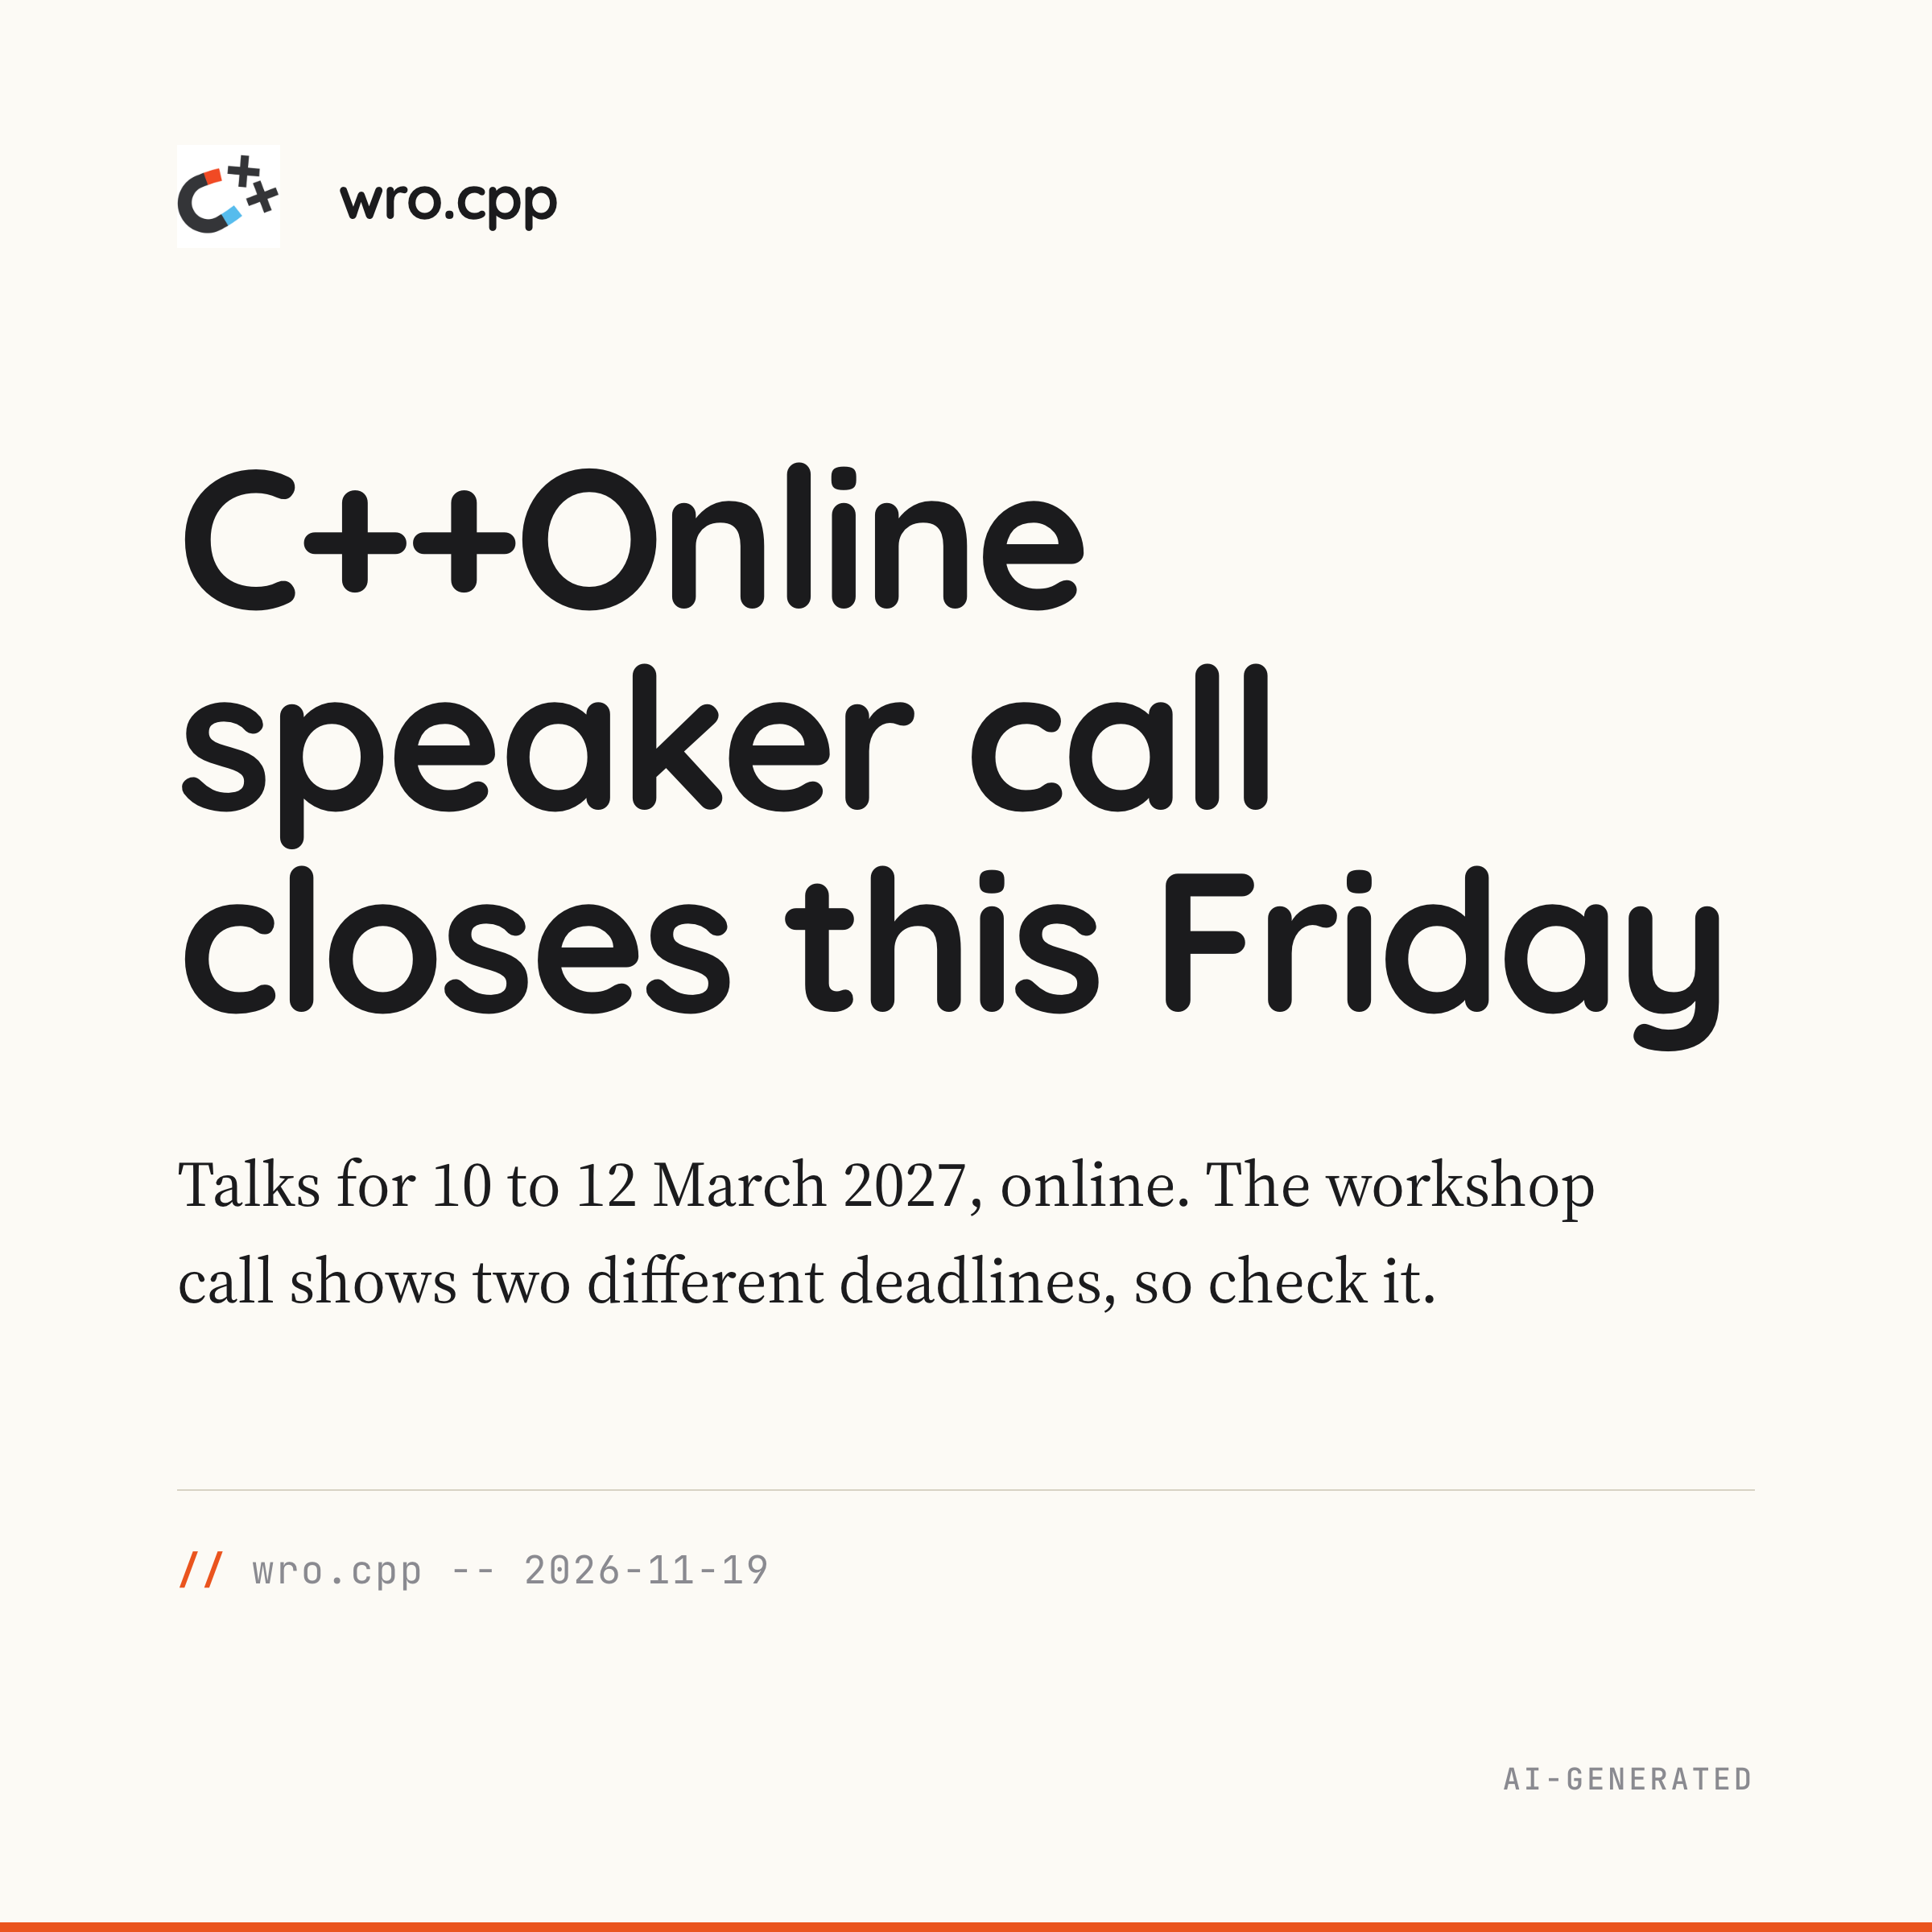 wro.cpp
C++Online
speaker call
closes this Friday
Talks for 10 to 12 March 2027, online. The workshop
call shows two different deadlines, so check it.
// wro.cpp -- 2026-11-19
AI-GENERATED